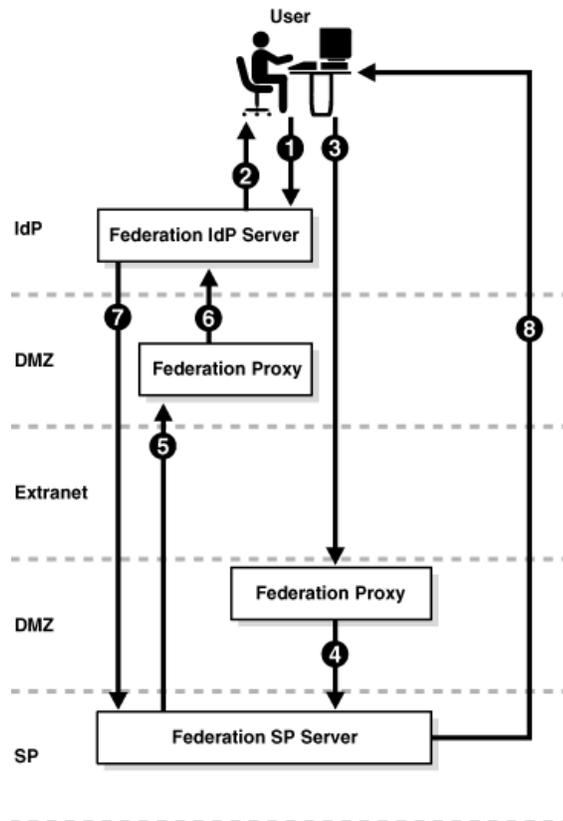 User
1
3
2
IdP
Federation IdP Server
7
6
8
DMZ
Federation Proxy
5
Extranet
Federation Proxy
DMZ
4
Federation SP Server
SP